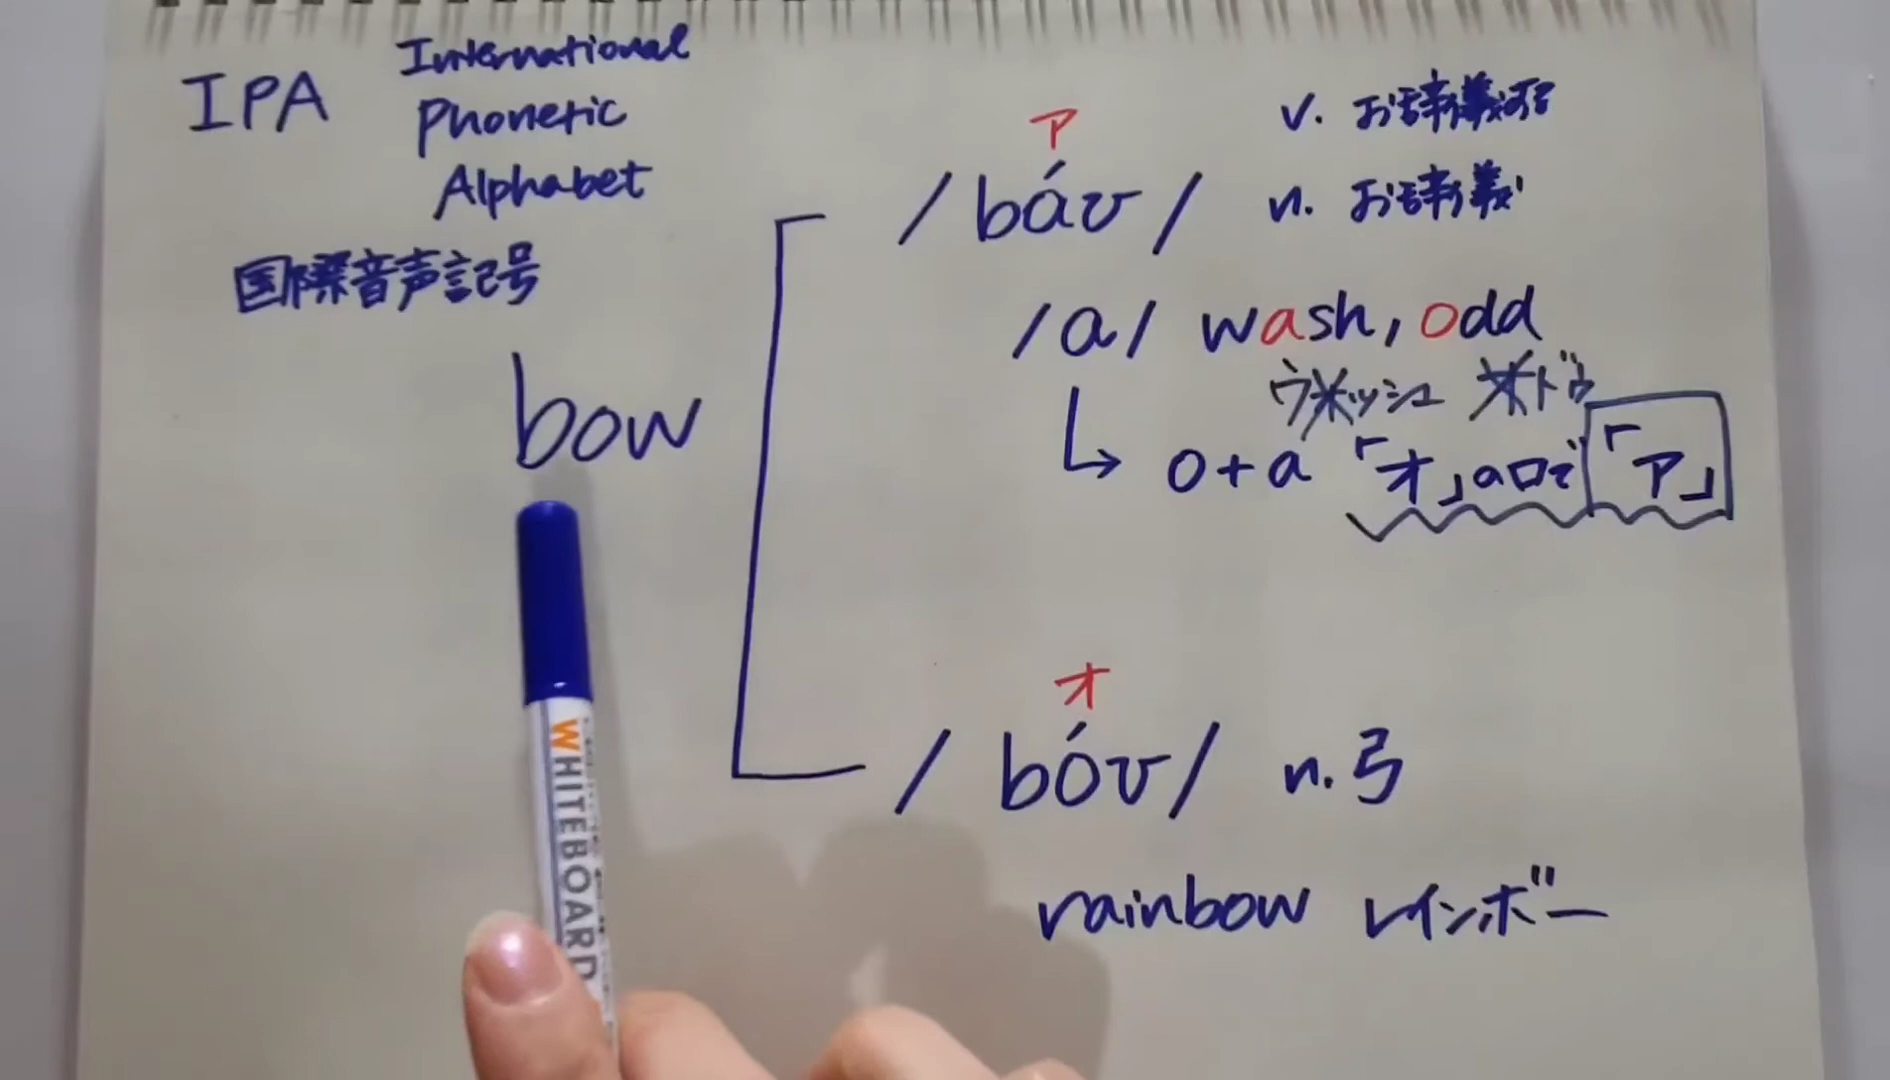 IPA
International
Phonetic
Alphabet
国際音声記号
bow
ア
/báʊ/
v. お辞儀する
n. お辞儀
/a/ wash, odd
ウォッシュ オドゥ
o+a 「オ」の口で「ア」
オ
/bóʊ/ n. 弓
rainbow レインボー
WHITEBOARD